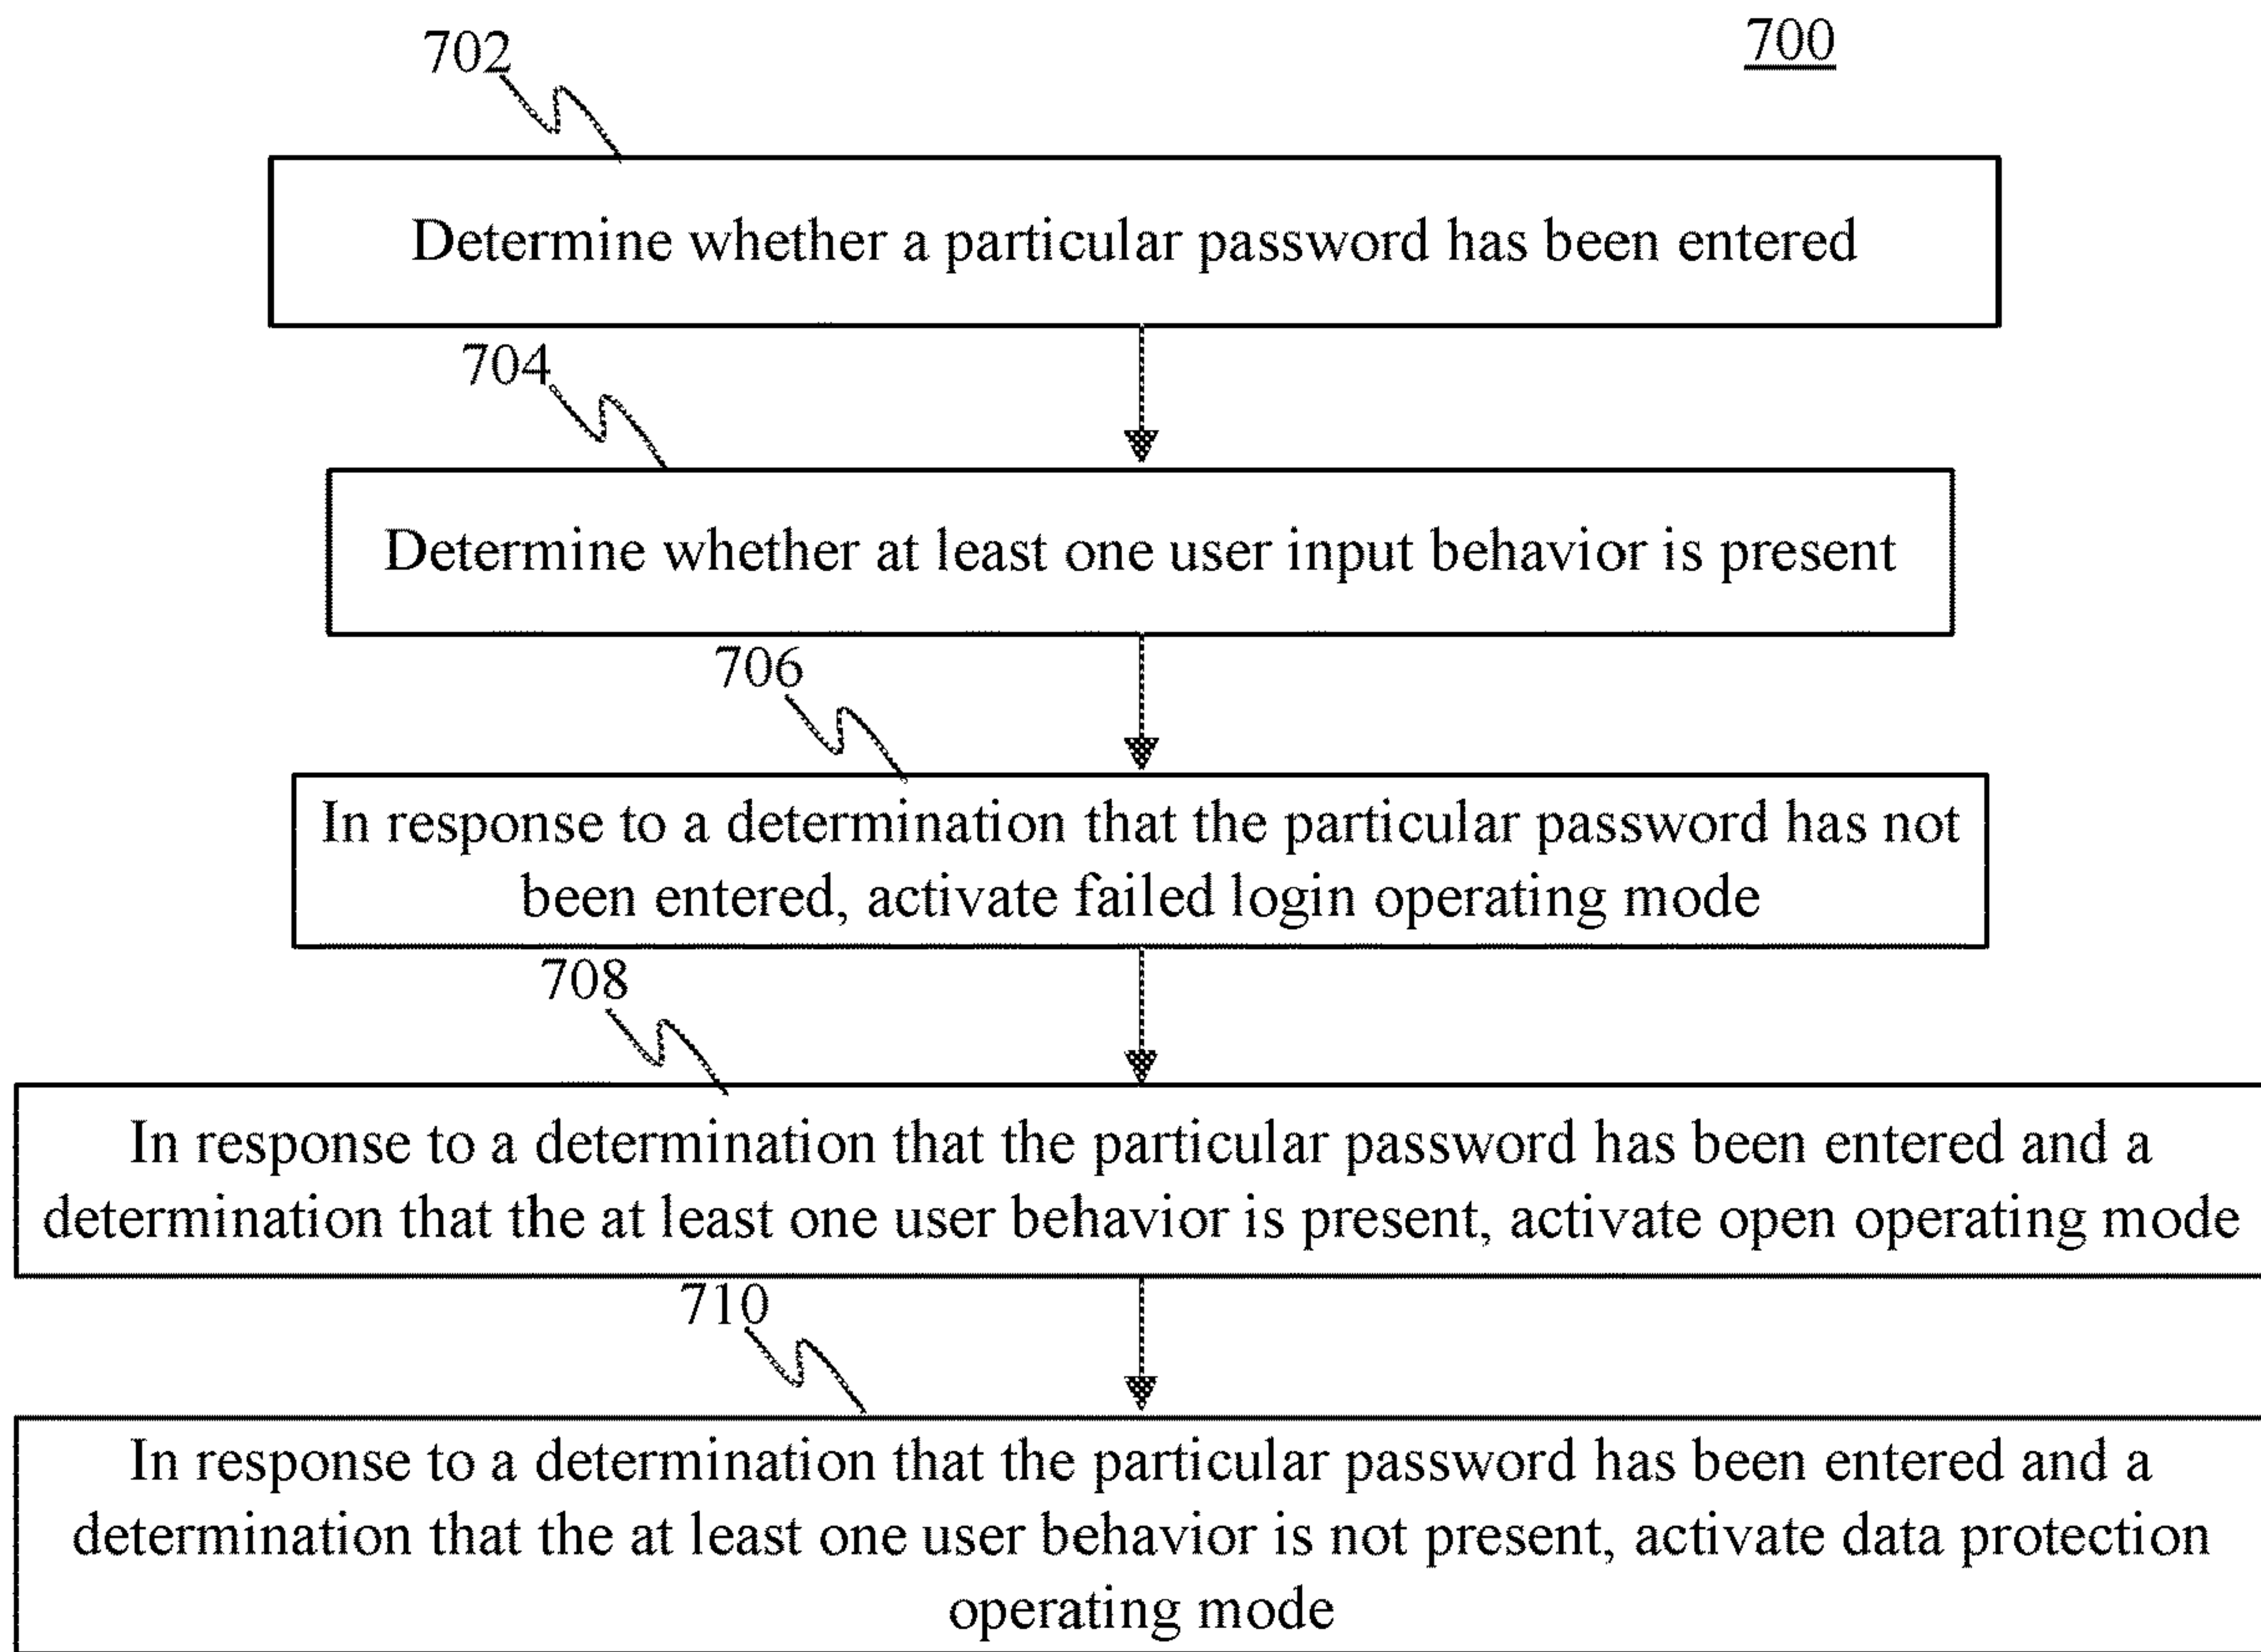 700
702
Determine whether a particular password has been entered
704
Determine whether at least one user input behavior is present
706
In response to a determination that the particular password has not
been entered, activate failed login operating mode
708
In response to a determination that the particular password has been entered and a
determination that the at least one user behavior is present, activate open operating mode
710
In response to a determination that the particular password has been entered and a
determination that the at least one user behavior is not present, activate data protection
operating mode